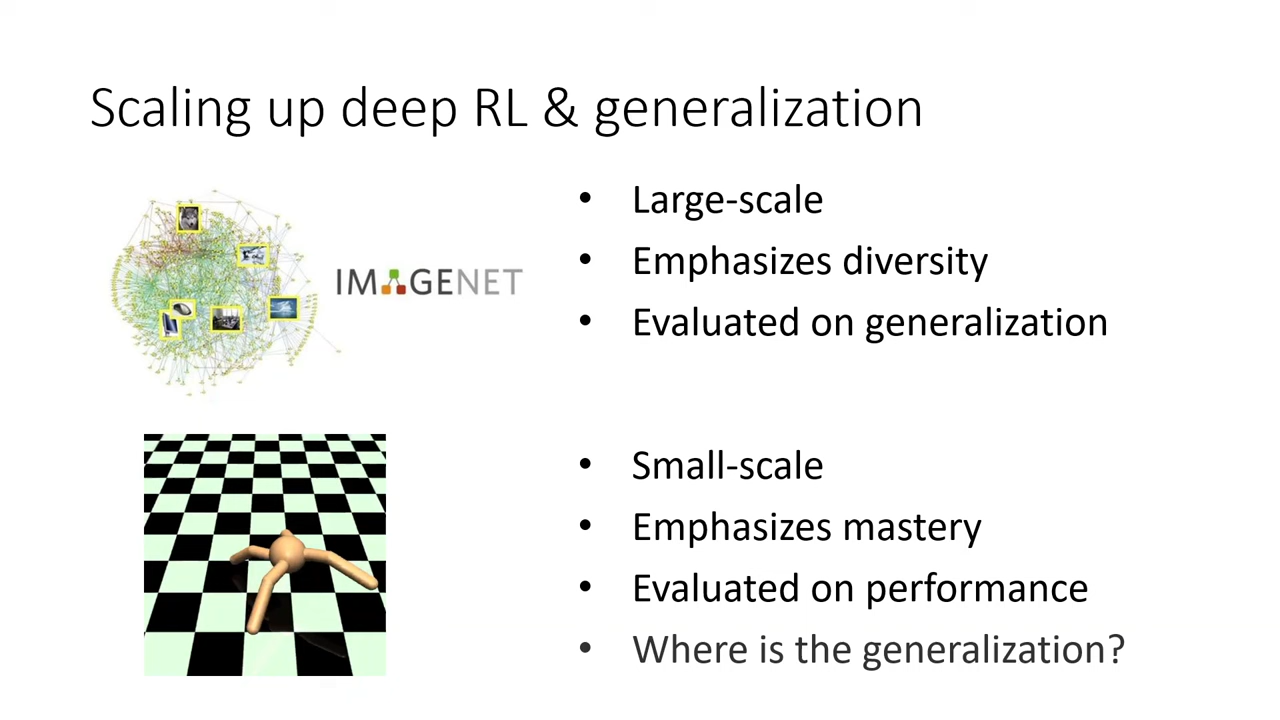 Scaling up deep RL & generalization
IMAGENET
• Large-scale
• Emphasizes diversity
• Evaluated on generalization
• Small-scale
• Emphasizes mastery
• Evaluated on performance
• Where is the generalization?